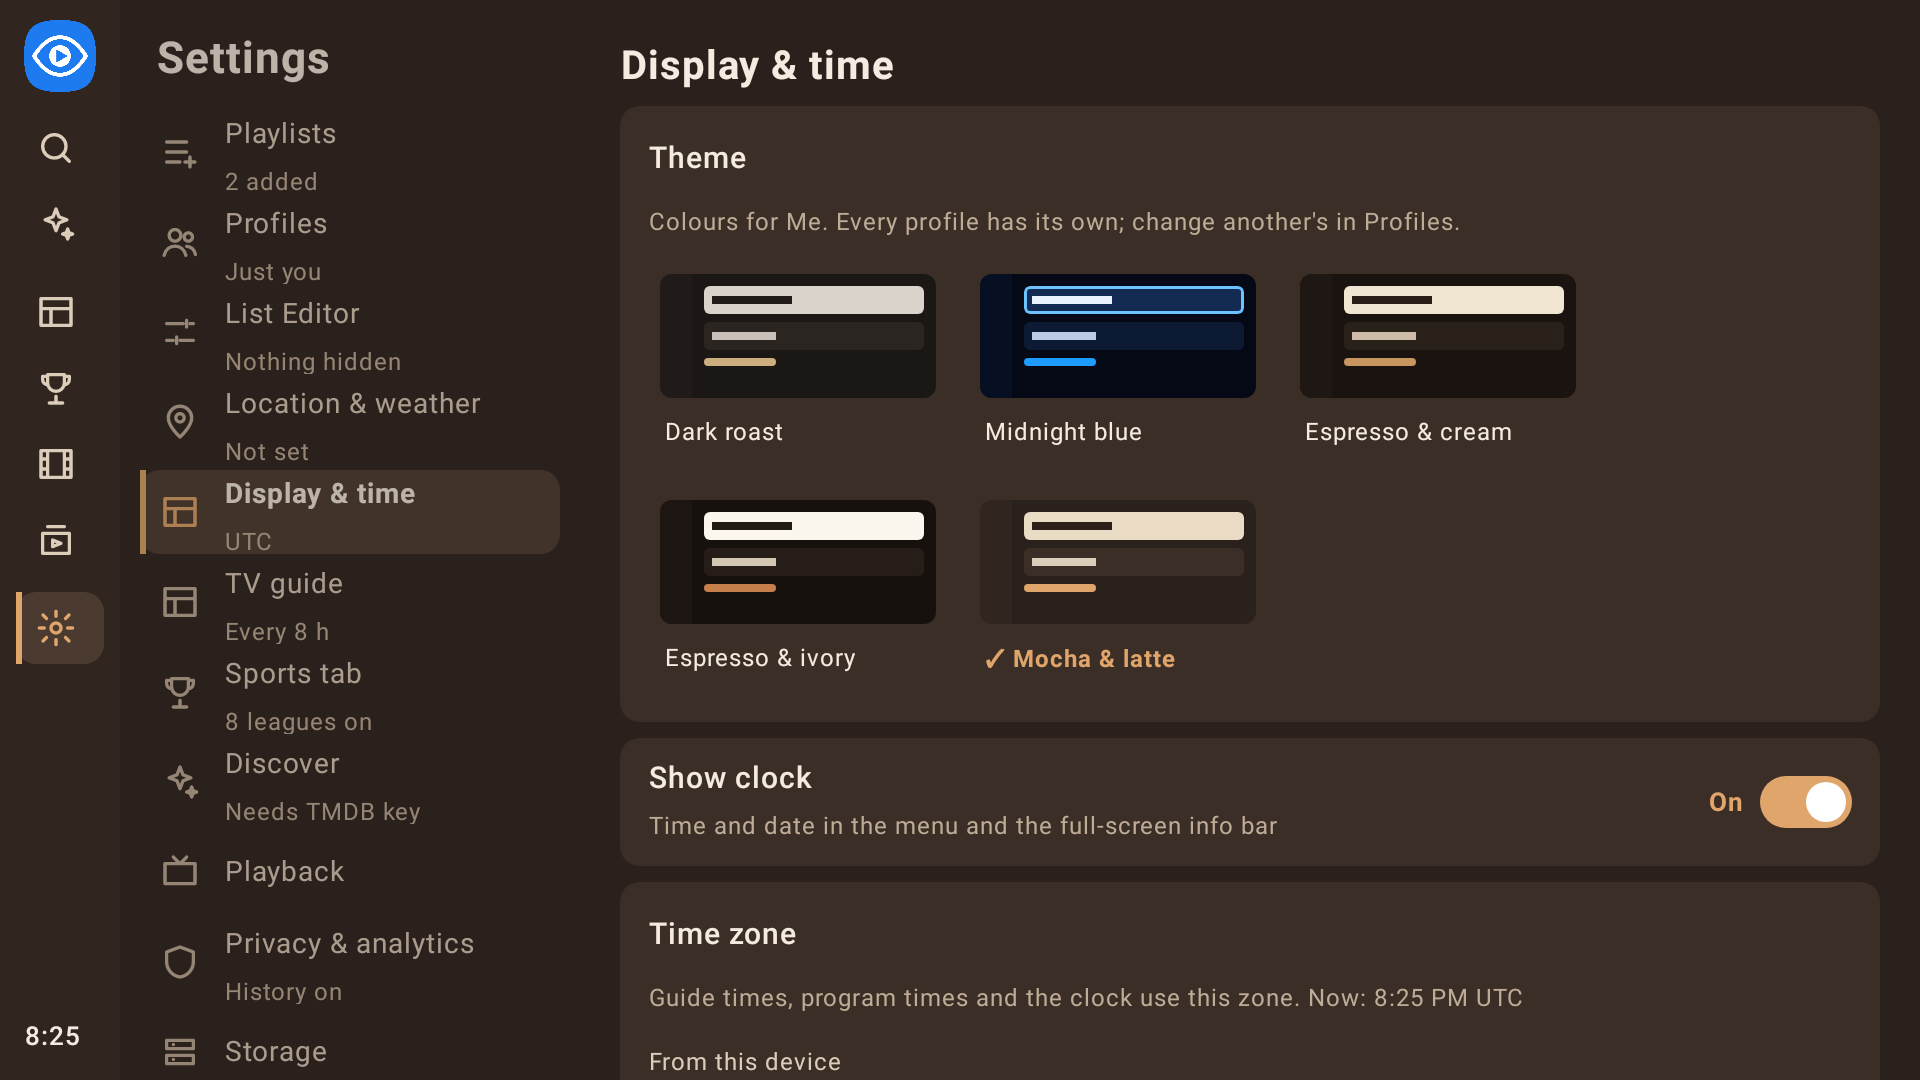 Settings
Playlists
2 added
Profiles
Just you
List Editor
Nothing hidden
Location & weather
Not set
Display & time
UTC
TV guide
Every 8 h
Sports tab
8 leagues on
Discover
Needs TMDB key
Playback
Privacy & analytics
History on
Storage
8:25
Display & time
Theme
Colours for Me. Every profile has its own; change another's in Profiles.
Dark roast
Midnight blue
Espresso & cream
Espresso & ivory
✓ Mocha & latte
Show clock
Time and date in the menu and the full-screen info bar
On
Time zone
Guide times, program times and the clock use this zone. Now: 8:25 PM UTC
From this device